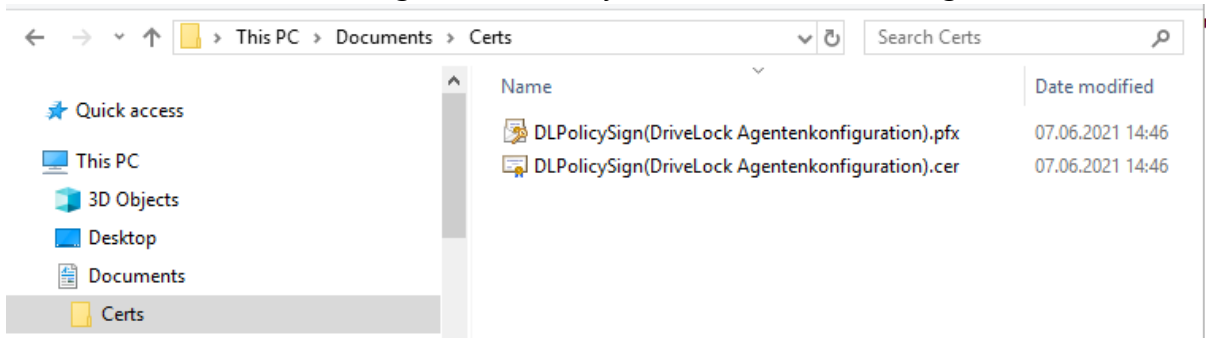 This PC > Documents > Certs
Search Certs
Name
Date modified
Quick access
DLPolicySign(DriveLock Agentenkonfiguration).pfx 07.06.2021 14:46
This PC
DLPolicySign(DriveLock Agentenkonfiguration).cer 07.06.2021 14:46
3D Objects
Desktop
Documents
Certs